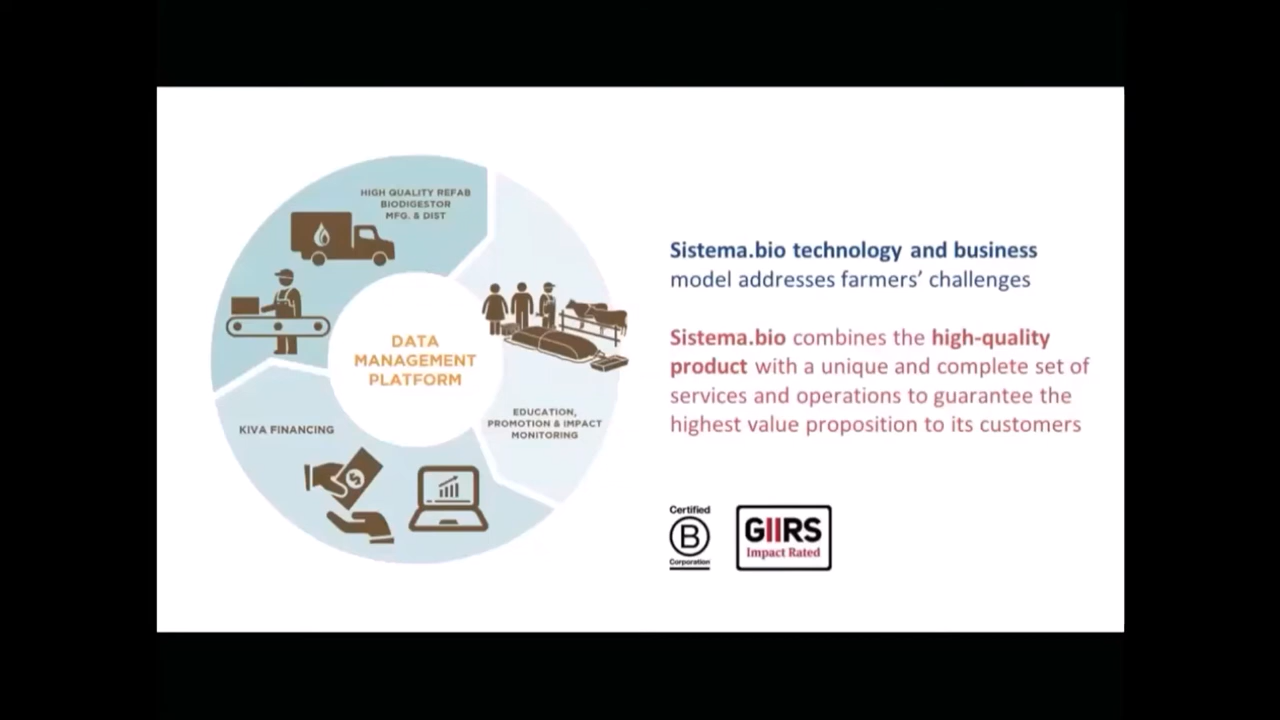 HIGH QUALITY REFAB
BIODIGESTOR
MFG. & DIST
DATA
MANAGEMENT
PLATFORM
EDUCATION,
PROMOTION & IMPACT
MONITORING
KIVA FINANCING
$
Sistema.bio technology and business
model addresses farmers’ challenges
Sistema.bio combines the high-quality
product with a unique and complete set of
services and operations to guarantee the
highest value proposition to its customers
Certified
B
Corporation
GIIRS
Impact Rated